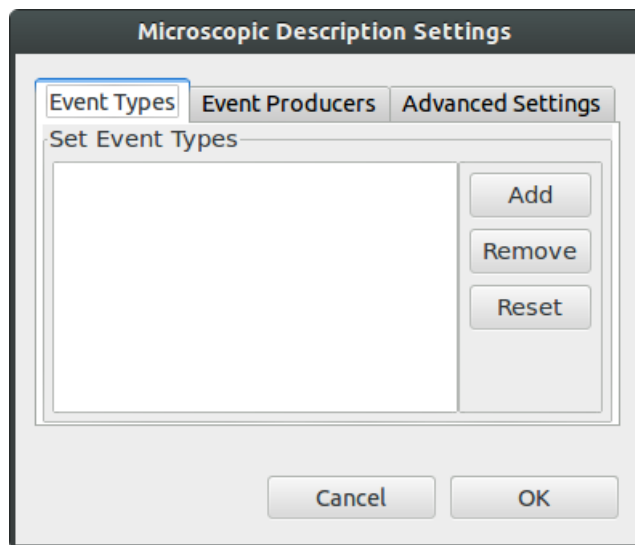 Microscopic Description Settings
Event Types Event Producers Advanced Settings
Set Event Types
Add
Remove
Reset
Cancel OK